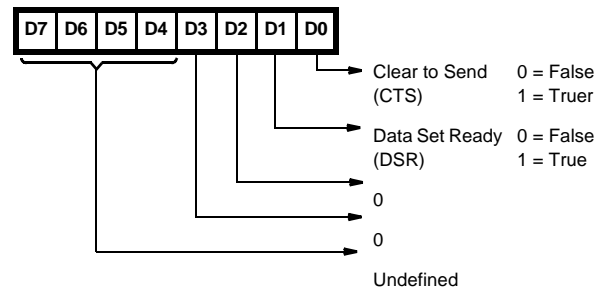 D7 D6 D5 D4 D3 D2 D1 D0
Clear to Send 0 = False
(CTS) 1 = Truer
Data Set Ready 0 = False
(DSR) 1 = True
0
0
Undefined